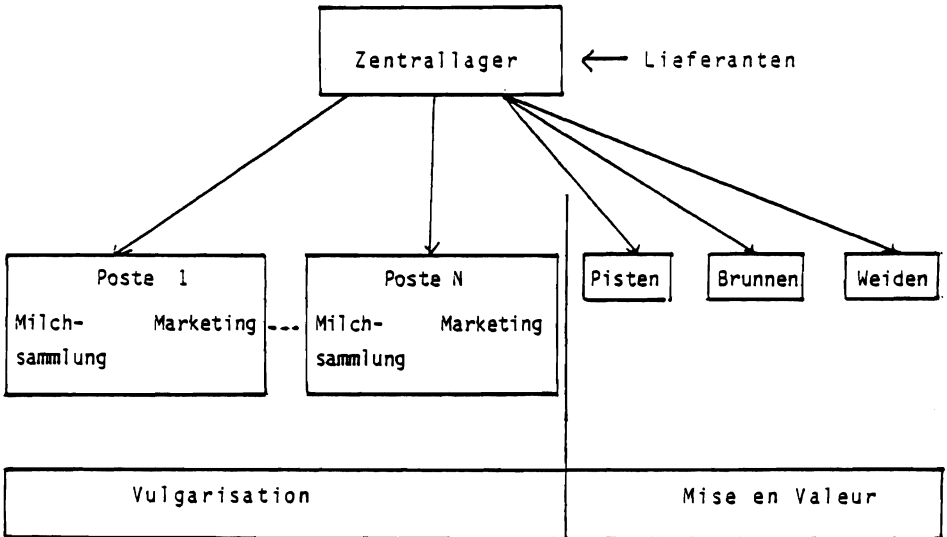 Zentrallager ← Lieferanten
Poste 1
Milch- Marketing
sammlung
---
Poste N
Milch- Marketing
sammlung
Pisten
Brunnen
Weiden
Vulgarisation
Mise en Valeur